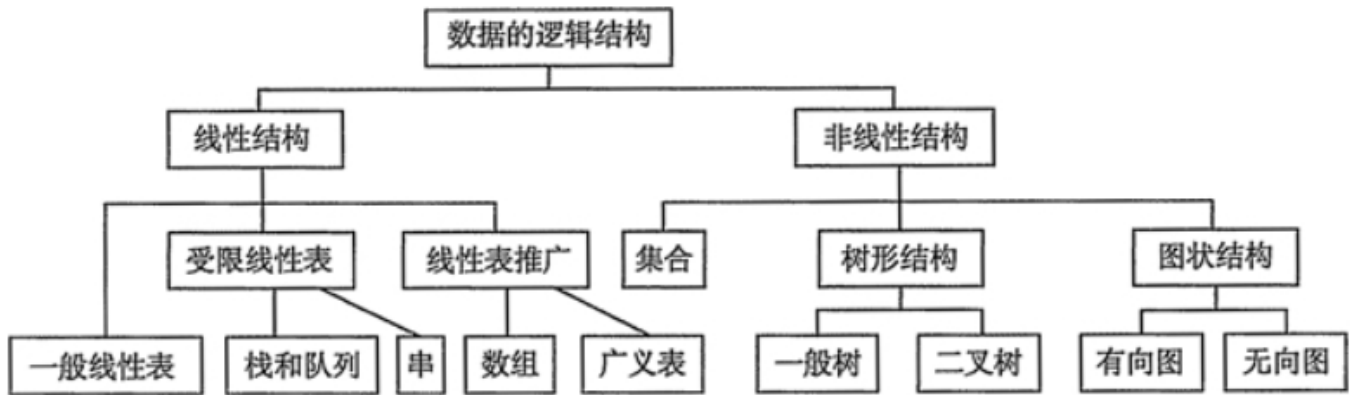 数据的逻辑结构
线性结构
非线性结构
受限线性表
线性表推广
集合
树形结构
图状结构
一般线性表
栈和队列
串
数组
广义表
一般树
二叉树
有向图
无向图